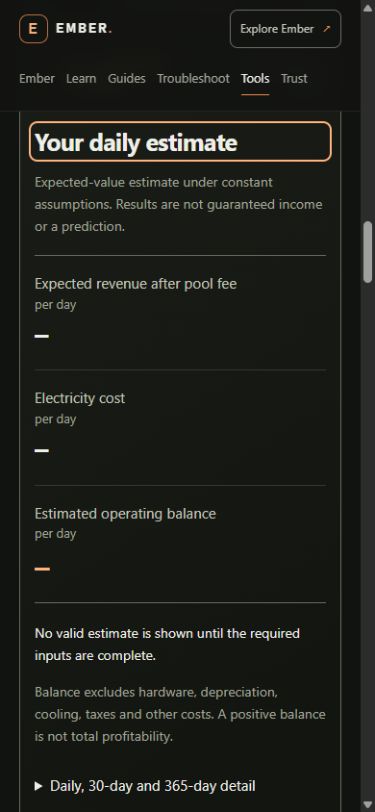 E EMBER.
Explore Ember ↗
Ember Learn Guides Troubleshoot Tools Trust
Your daily estimate
Expected-value estimate under constant
assumptions. Results are not guaranteed income
or a prediction.
Expected revenue after pool fee
per day
—
Electricity cost
per day
—
Estimated operating balance
per day
—
No valid estimate is shown until the required
inputs are complete.
Balance excludes hardware, depreciation,
cooling, taxes and other costs. A positive balance
is not total profitability.
▶ Daily, 30-day and 365-day detail